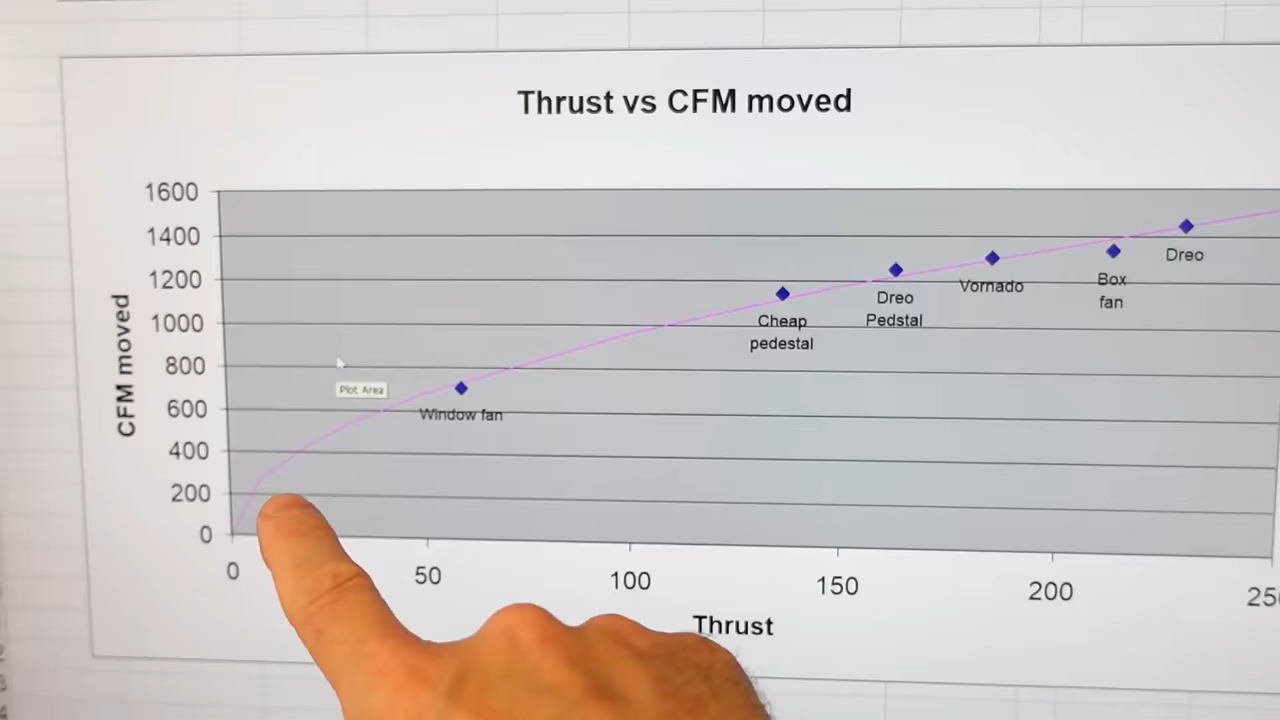 Thrust vs CFM moved
1600
1400
1200
1000
800
600
400
200
0
CFM moved
Plot Area
Window fan
Cheap
pedestal
Dreo
Pedstal
Vornado
Box
fan
Dreo
0
50
100
150
200
Thrust